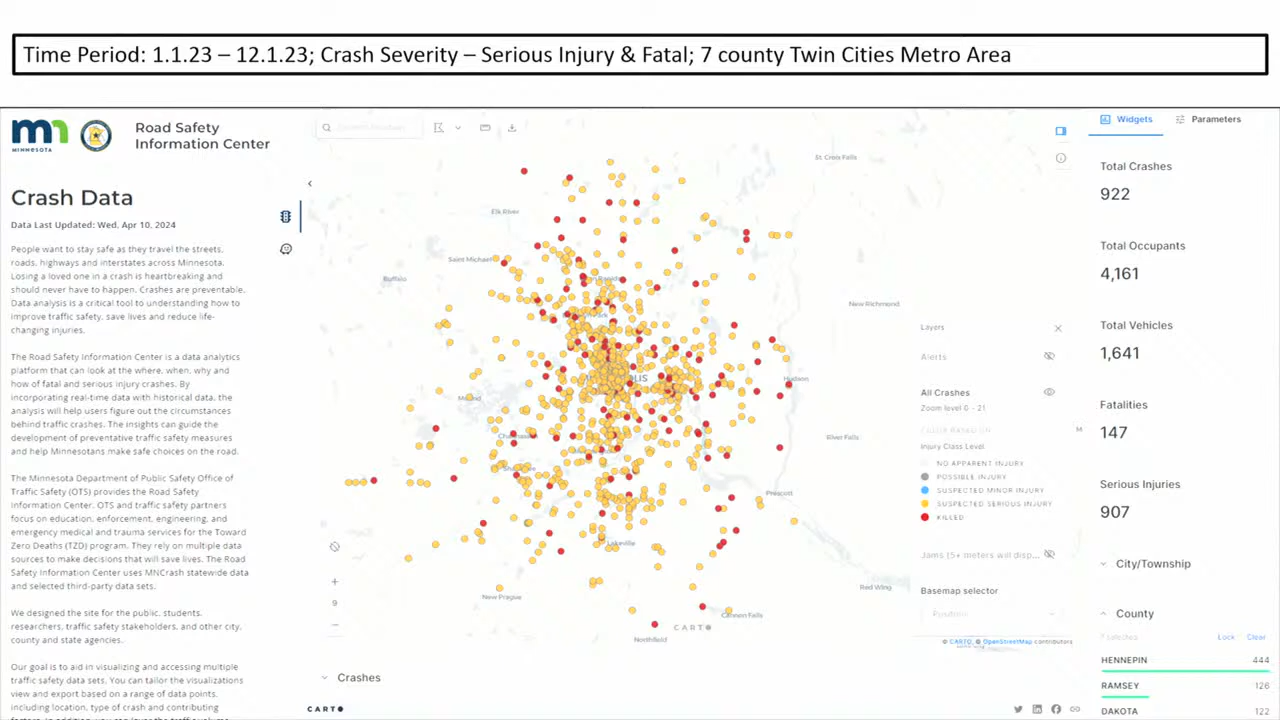 Time Period: 1.1.23 – 12.1.23; Crash Severity – Serious Injury & Fatal; 7 county Twin Cities Metro Area
mn
MINNESOTA
Road Safety
Information Center
Crash Data
Data Last Updated: Wed, Apr 10, 2024
People want to stay safe as they travel the streets,
roads, highways and interstates across Minnesota.
Losing a loved one in a crash is heartbreaking and
should never have to happen. Crashes are preventable.
Data analysis is a critical tool to understanding how to
improve traffic safety, save lives and reduce life-
changing injuries.
The Road Safety Information Center is a data analytics
platform that can look at the where, when, why and
how of fatal and serious injury crashes. By
incorporating real-time data with historical data, the
analysis will help users figure out the circumstances
behind traffic crashes. The insights can guide the
development of preventative traffic safety measures
and help Minnesotans make safe choices on the road.
The Minnesota Department of Public Safety Office of
Traffic Safety (OTS) provides the Road Safety
Information Center. OTS and traffic safety partners
focus on education, enforcement, engineering, and
emergency medical and trauma services for the Toward
Zero Deaths (TZD) program. They rely on multiple data
sources to make decisions that will save lives. The Road
Safety Information Center uses MNCrash statewide data
and selected third-party data sets.
We designed the site for the public, students,
researchers, traffic safety stakeholders, and other city,
county and state agencies.
Our goal is to aid in visualizing and accessing multiple
traffic safety data sets. You can tailor the visualizations
view and export based on a range of data points,
including location, type of crash and contributing
St. Croix Falls
Elk River
Saint Michael
Buffalo
New Richmond
Hudson
River Falls
Prescott
Lakeville
New Prague
Red Wing
Cannon Falls
Northfield
CARTO
9
Layers
Alerts
All Crashes
Zoom level 0 - 21
COLOR BASED ON
Injury Class Level
NO APPARENT INJURY
POSSIBLE INJURY
SUSPECTED MINOR INJURY
SUSPECTED SERIOUS INJURY
KILLED
Jams (5+ meters will disp...
Basemap selector
Positron
© CARTO, © OpenStreetMap contributors
Crashes
CARTO
Widgets
Parameters
Total Crashes
922
Total Occupants
4,161
Total Vehicles
1,641
Fatalities
147
Serious Injuries
907
City/Township
County
7 selected
Lock
Clear
HENNEPIN 444
RAMSEY 126
DAKOTA 122